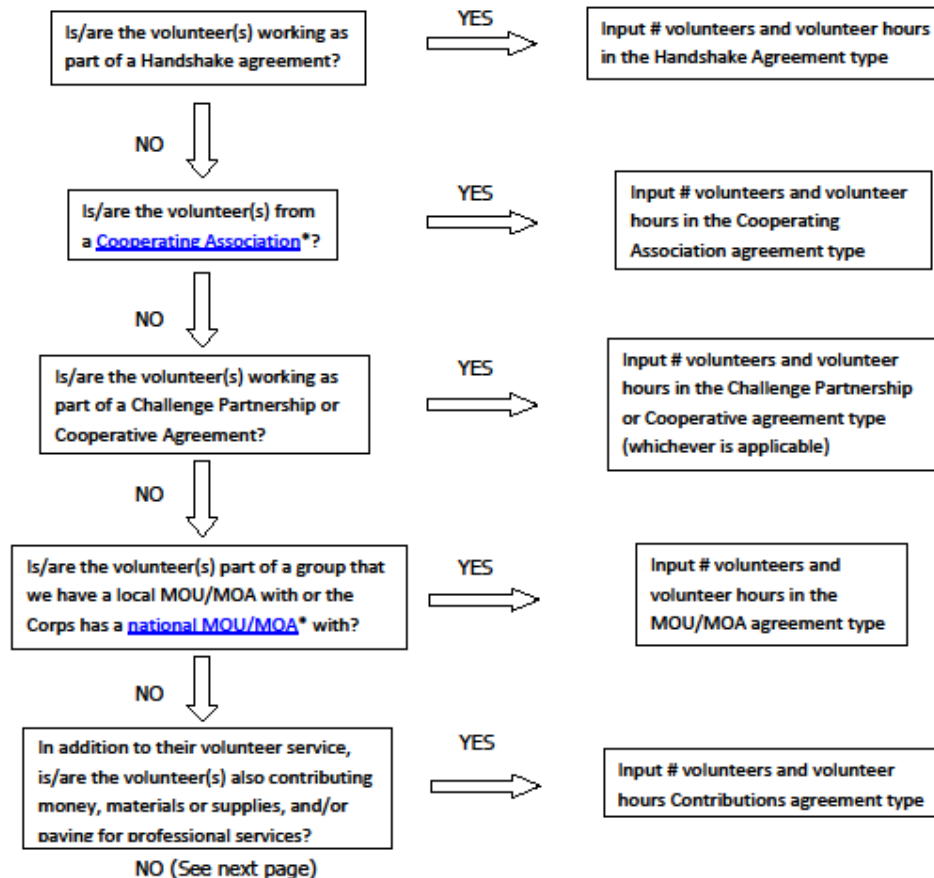 Is/are the volunteer(s) working as
part of a Handshake agreement?
YES
Input # volunteers and volunteer hours
in the Handshake Agreement type
NO
Is/are the volunteer(s) from
a Cooperating Association*?
YES
Input # volunteers and volunteer
hours in the Cooperating
Association agreement type
NO
Is/are the volunteer(s) working as
part of a Challenge Partnership or
Cooperative Agreement?
YES
Input # volunteers and volunteer
hours in the Challenge Partnership
or Cooperative agreement type
(whichever is applicable)
NO
Is/are the volunteer(s) part of a group that
we have a local MOU/MOA with or the
Corps has a national MOU/MOA* with?
YES
Input # volunteers and
volunteer hours in the
MOU/MOA agreement type
NO
In addition to their volunteer service,
is/are the volunteer(s) also contributing
money, materials or supplies, and/or
paying for professional services?
YES
Input # volunteers and volunteer
hours Contributions agreement type
NO (See next page)